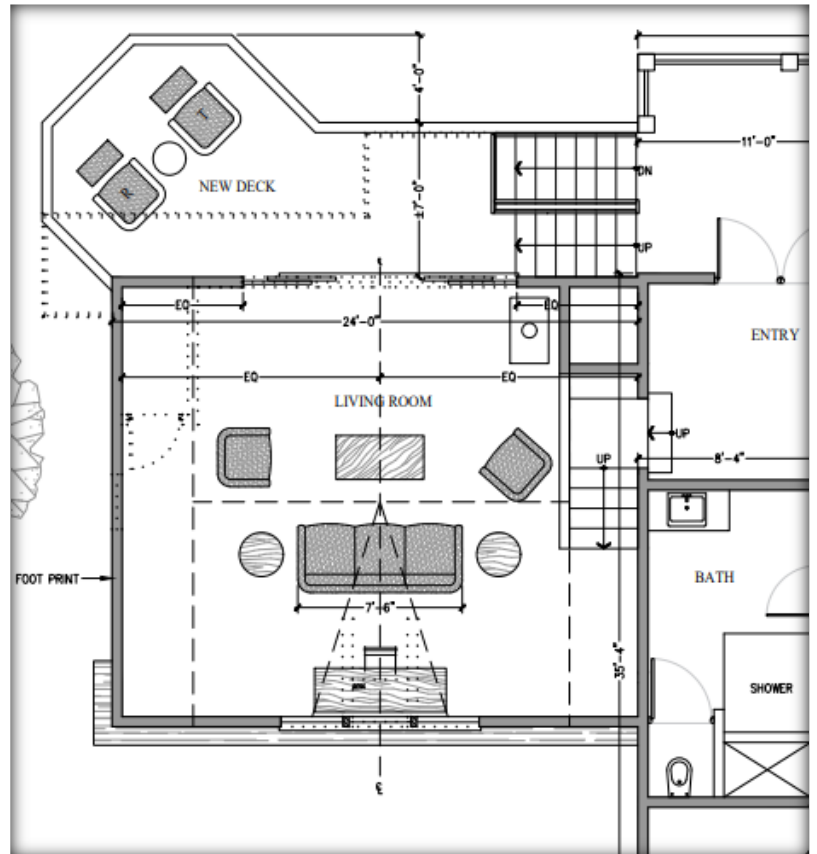 4'-0"
11'-0"
T
DN
R
NEW DECK
±7'-0"
UP
℄
EQ
EQ
24'-0"
ENTRY
EQ
EQ
LIVING ROOM
UP
UP
8'-4"
FOOT PRINT
BATH
7'-6"
35'-4"
SHOWER
℄